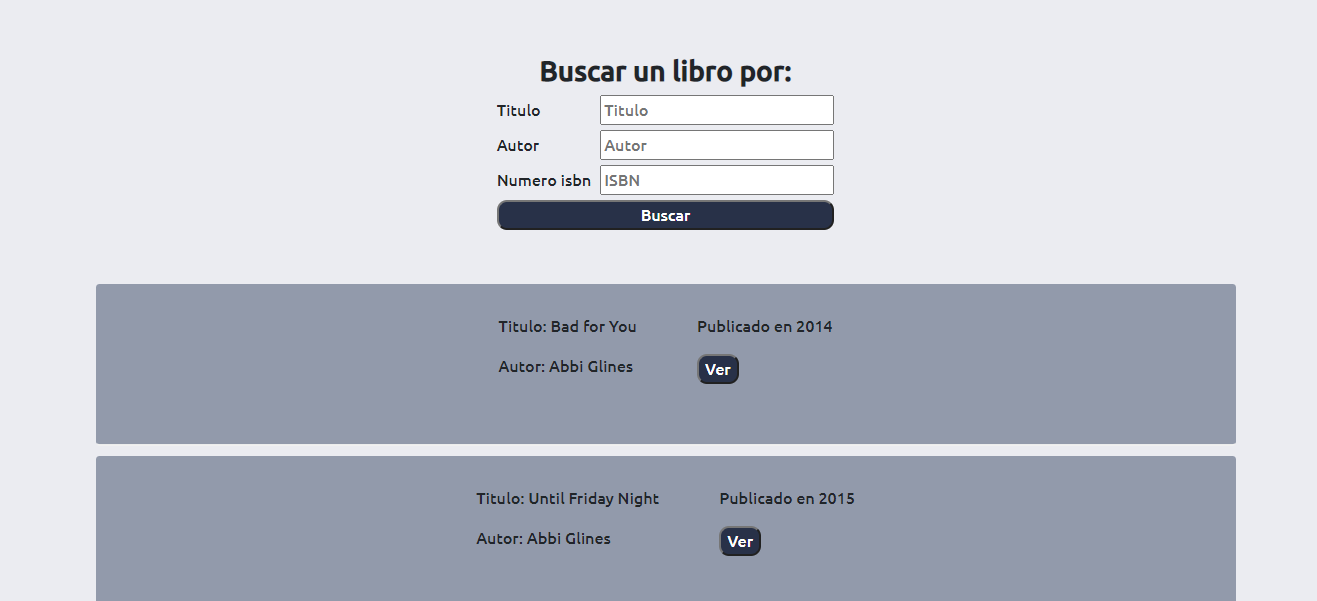 Buscar un libro por:
Titulo Titulo
Autor Autor
Numero isbn ISBN
Buscar
Titulo: Bad for You Publicado en 2014
Autor: Abbi Glines Ver
Titulo: Until Friday Night Publicado en 2015
Autor: Abbi Glines Ver